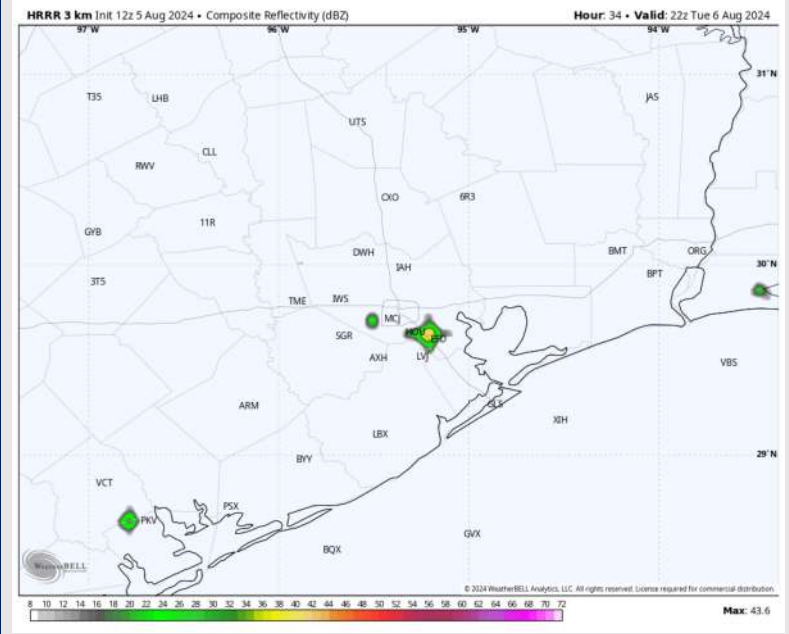 HRRR 3 km Init 12z 5 Aug 2024 • Composite Reflectivity (dBZ)
Hour: 34 • Valid: 22z Tue 6 Aug 2024
97°W 96°W 95°W 94°W
31°N
T35 LHB JAS
UTS
CLL
RWV
CXO 6R3
11R
GYB
DWH BMT ORG
30°N
IAH BPT
3T5
TME IWS
MCJ
SGR HOU EFD
AXH LVJ
VBS
ARM GLS
XIH
LBX
29°N
BYY
VCT
PSX
PKV
GVX
BQX
WeatherBELL
© 2024 WeatherBELL Analytics, LLC. All rights reserved. License required for commercial distribution.
8 10 12 14 16 18 20 22 24 26 28 30 32 34 36 38 40 42 44 46 48 50 52 54 56 58 60 62 64 66 68 70 72
Max: 43.6